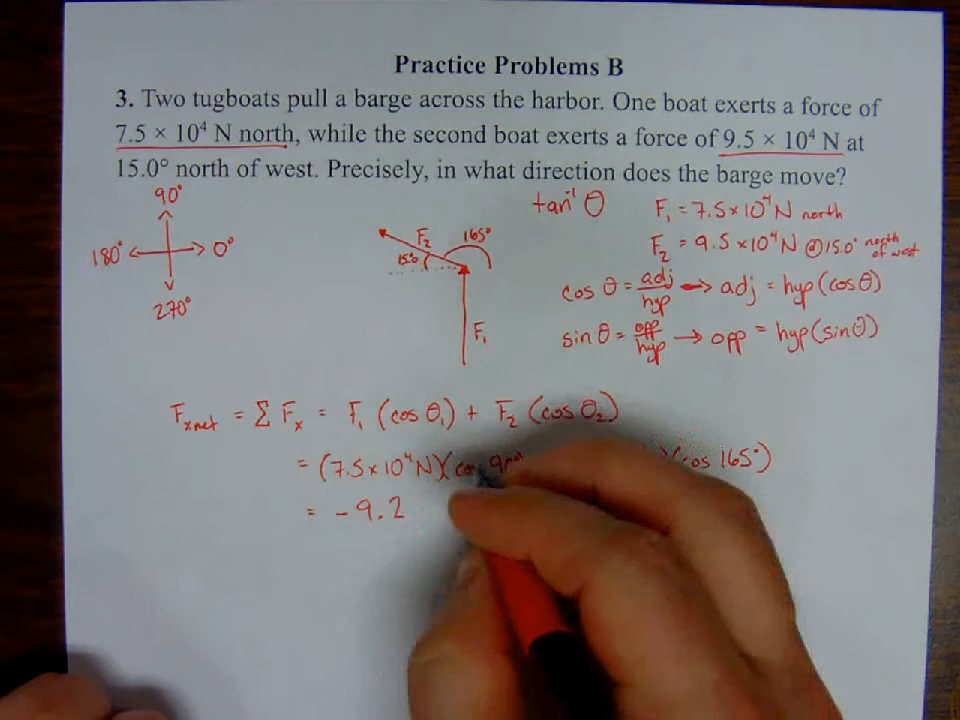 Practice Problems B
3. Two tugboats pull a barge across the harbor. One boat exerts a force of
7.5 × 10⁴ N north, while the second boat exerts a force of 9.5 × 10⁴ N at
15.0° north of west. Precisely, in what direction does the barge move?
90°
180° 0°
270°
F₂ 165°
15.0
F₁
tan⁻¹ θ
F₁ = 7.5×10⁴ N north
F₂ = 9.5×10⁴ N @ 15.0° north of west
cos θ = adj/hyp → adj = hyp(cos θ)
sin θ = opp/hyp → opp = hyp(sin θ)
Fxnet = Σ Fx = F₁ (cos θ₁) + F₂ (cos θ₂)
= (7.5×10⁴ N)(cos cos 165°)
= -9.2